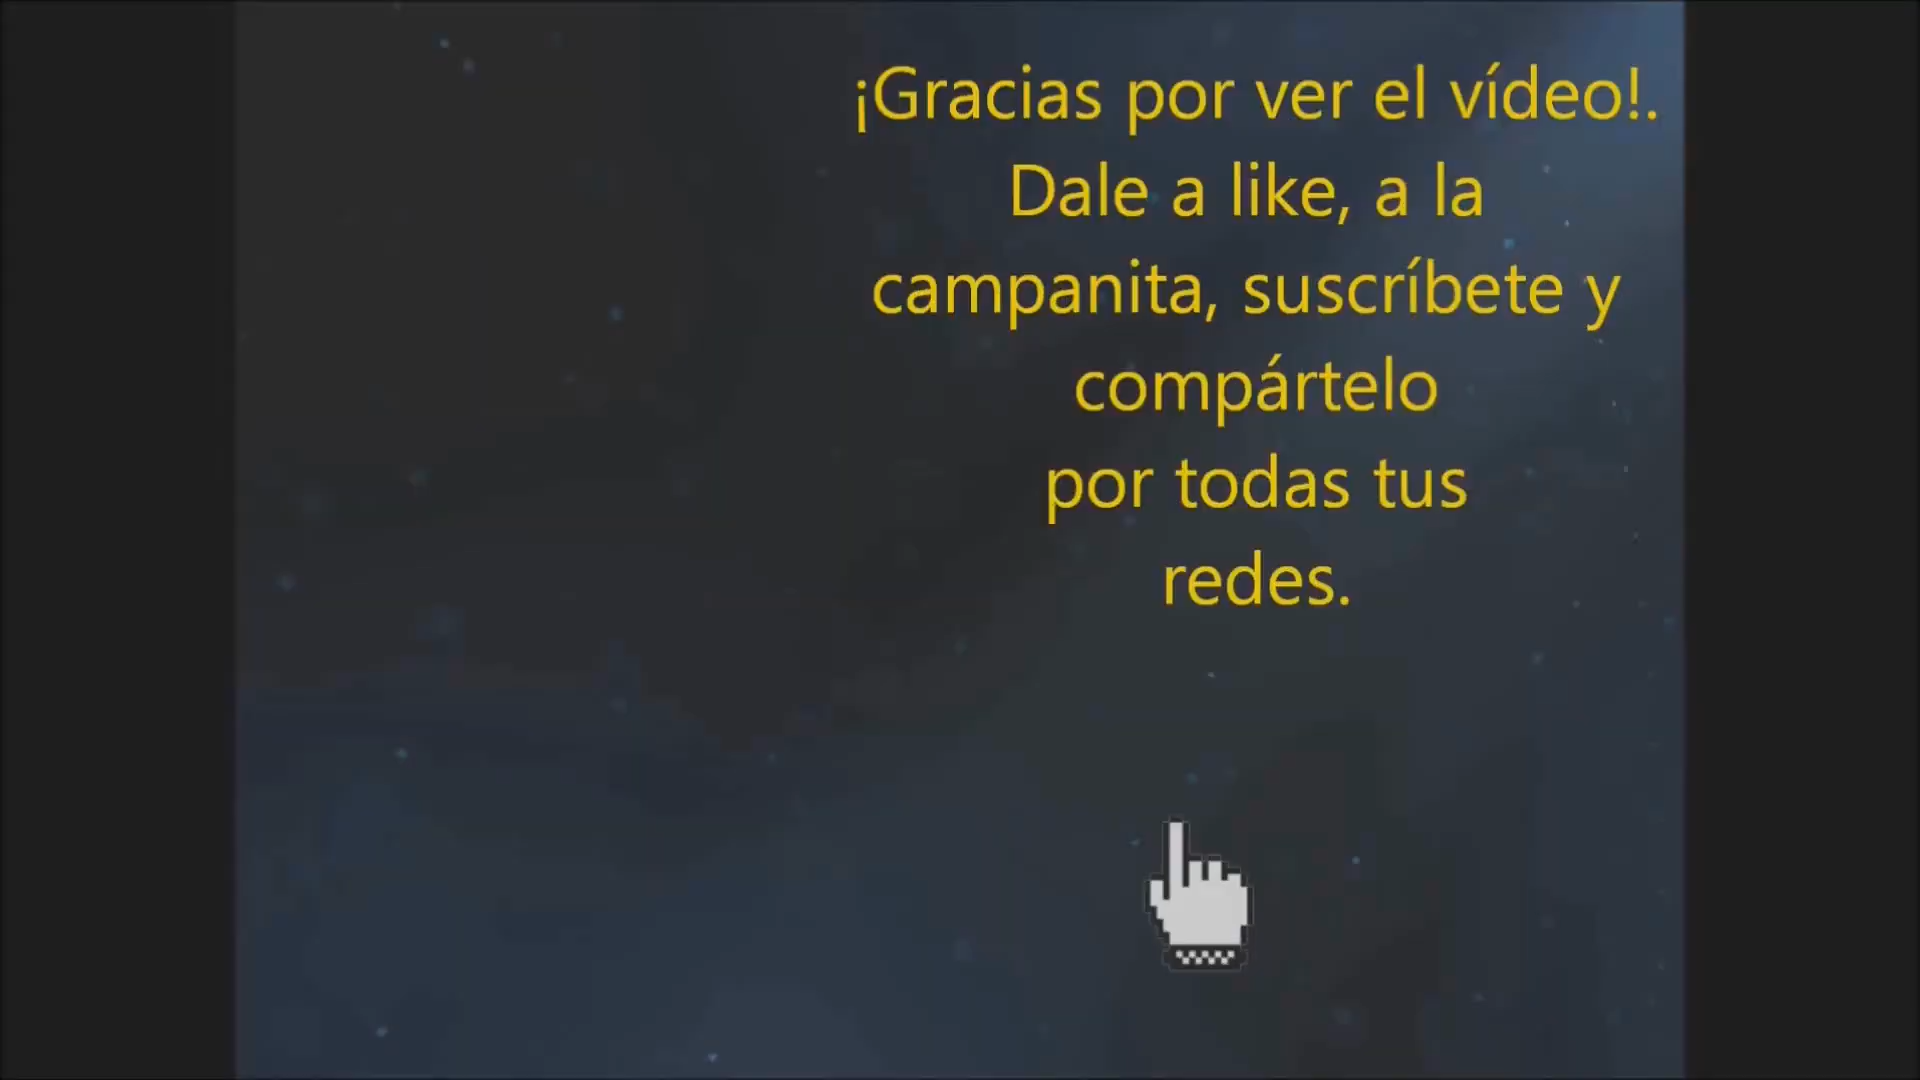 ¡Gracias por ver el vídeo!.
Dale a like, a la
campanita, suscríbete y
compártelo
por todas tus
redes.